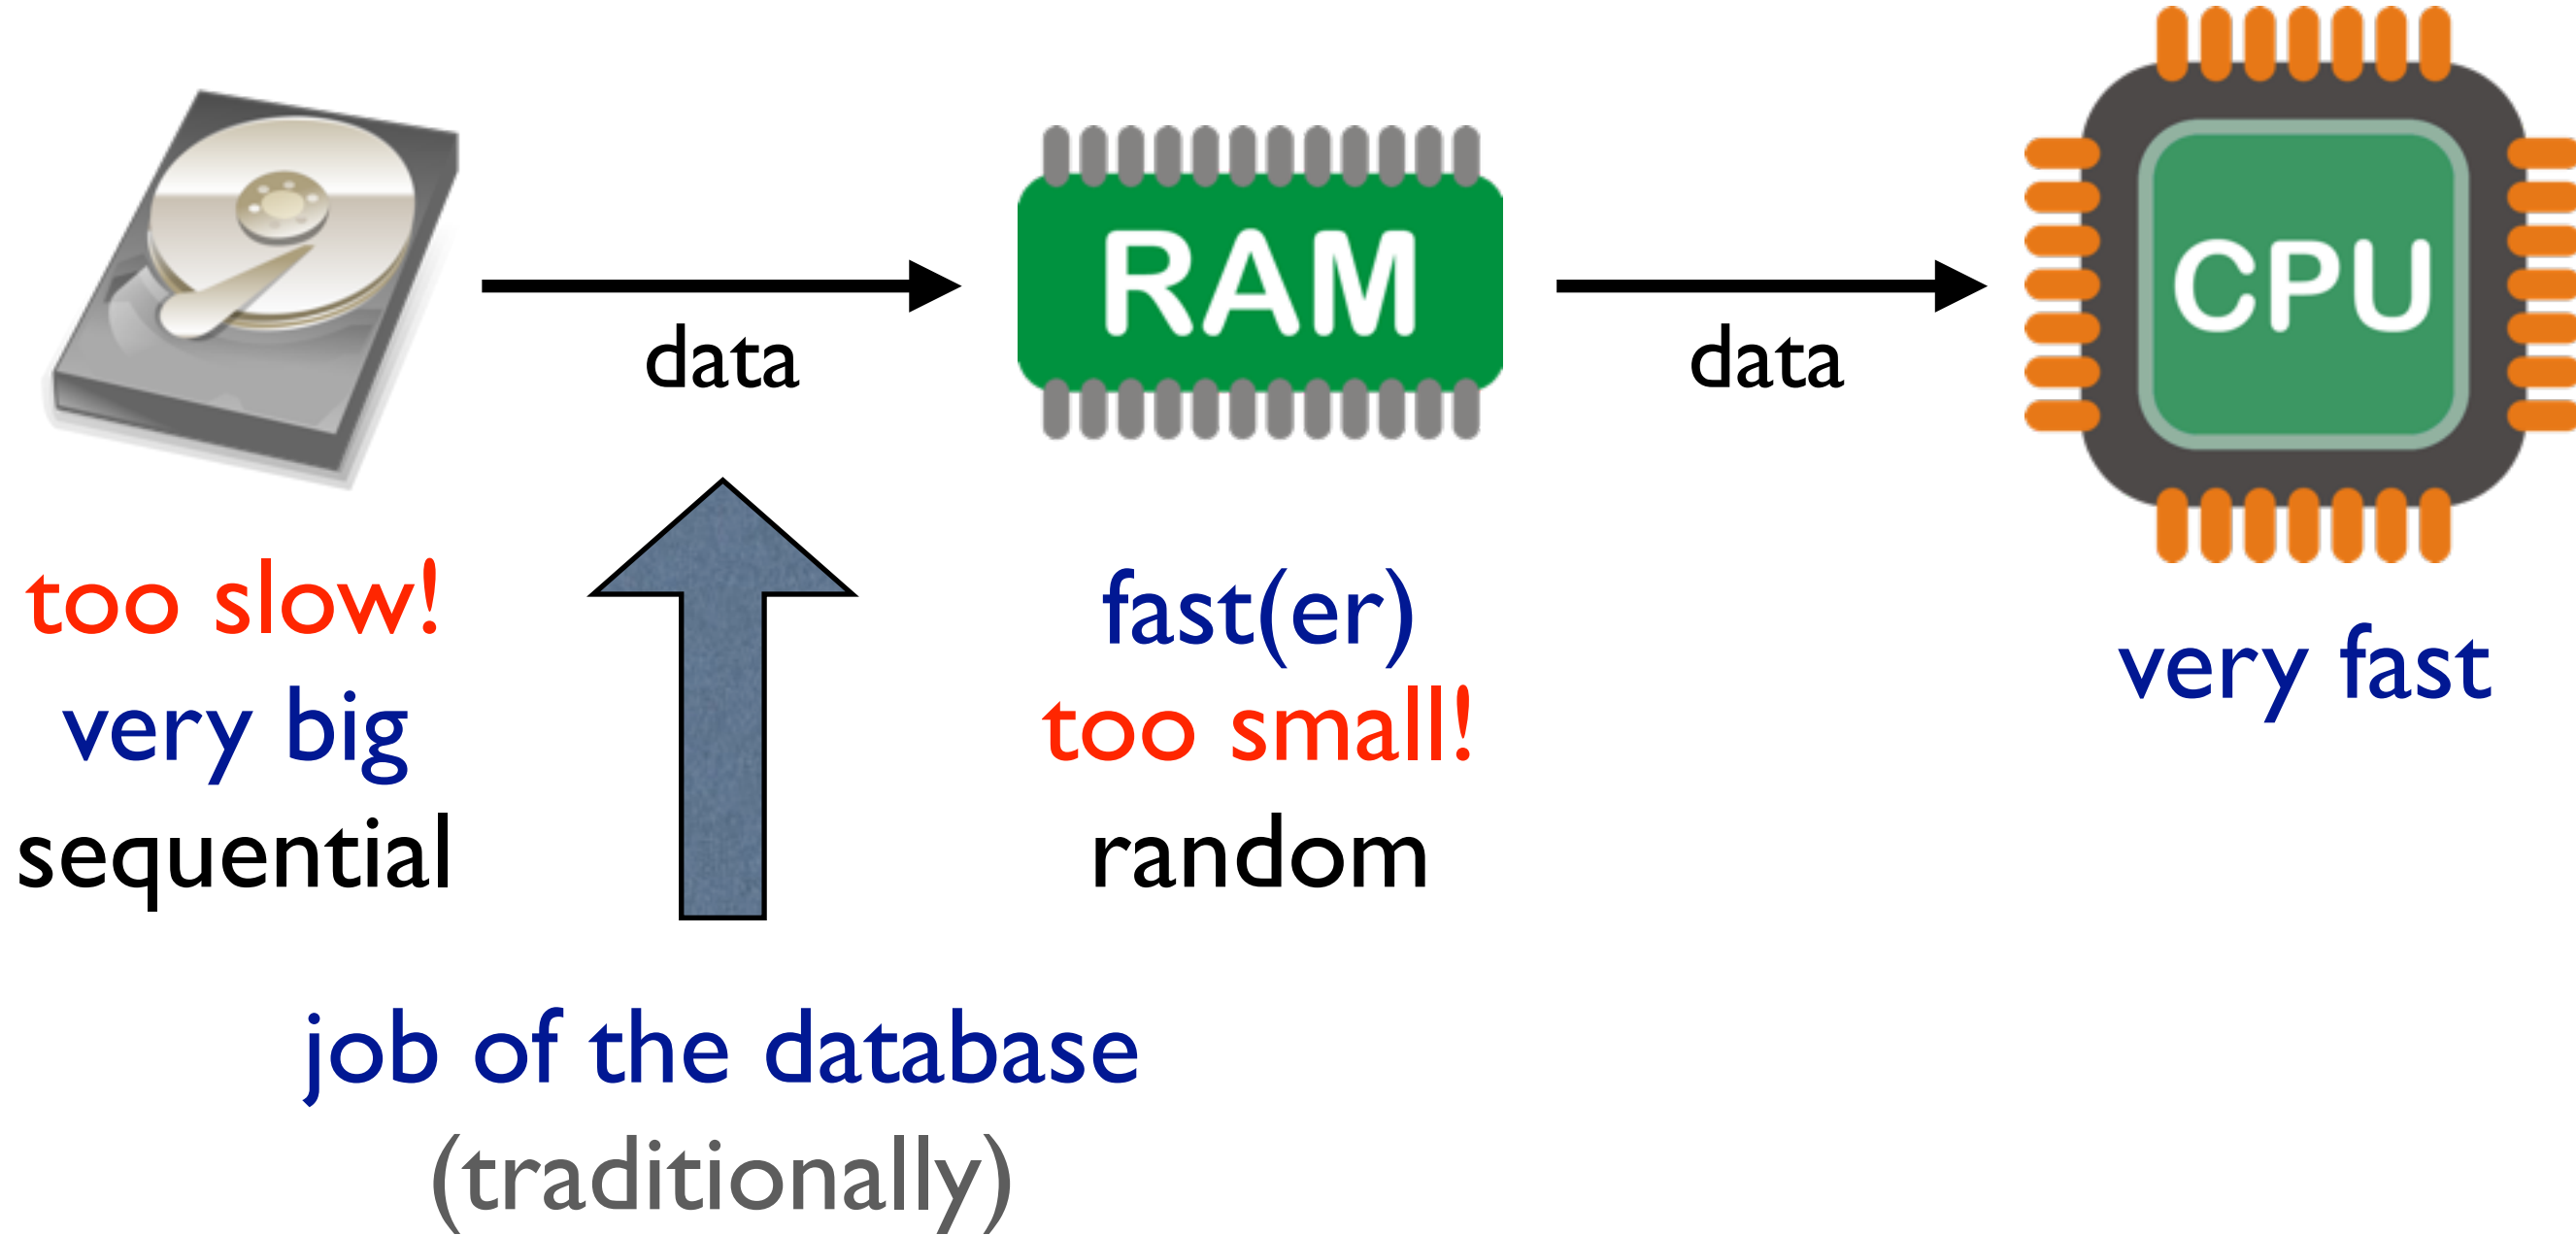 RAM
CPU
data
data
too slow!
very big
sequential
fast(er)
too small!
random
very fast
job of the database
(traditionally)